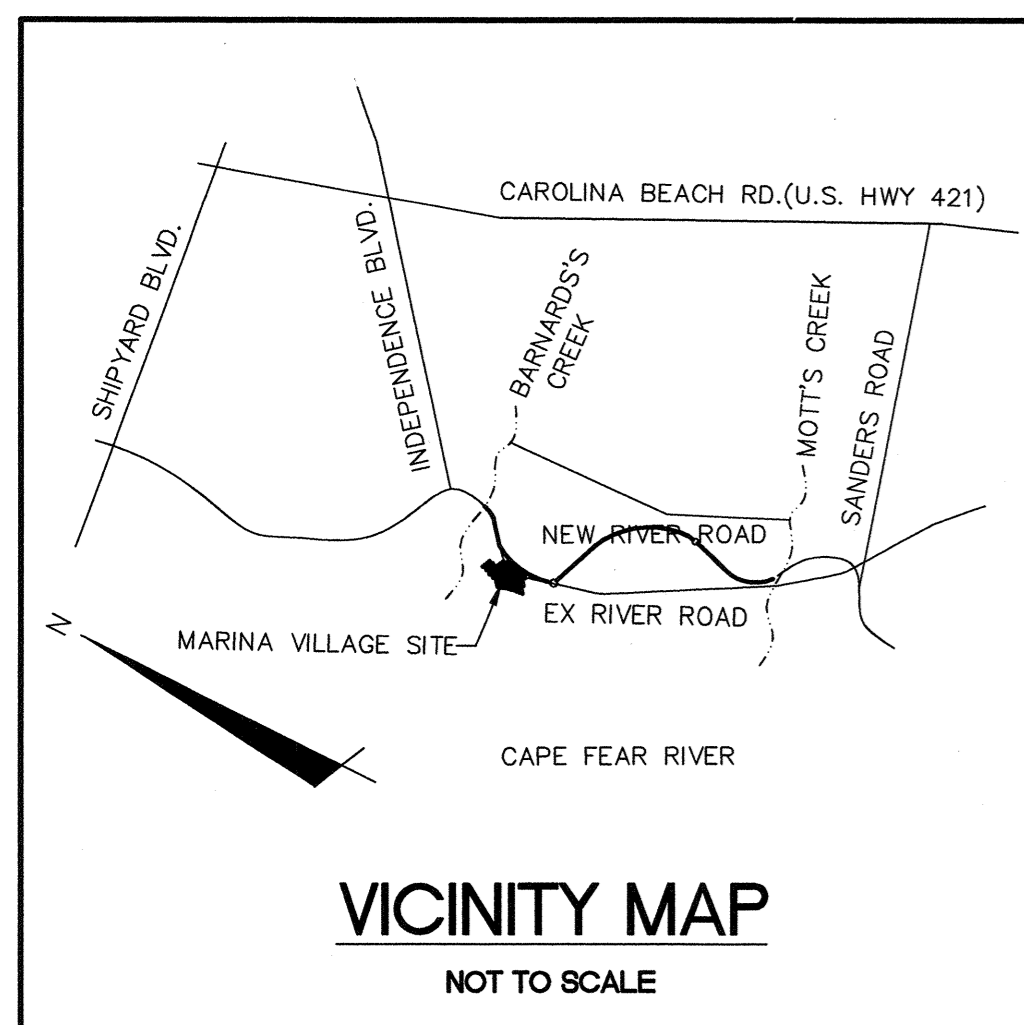 CAROLINA BEACH RD.(U.S. HWY 421)
SHIPYARD BLVD.
INDEPENDENCE BLVD.
BARNARDS'S
CREEK
MOTT'S CREEK
SANDERS ROAD
NEW RIVER ROAD
EX RIVER ROAD
N
MARINA VILLAGE SITE
CAPE FEAR RIVER
VICINITY MAP
NOT TO SCALE